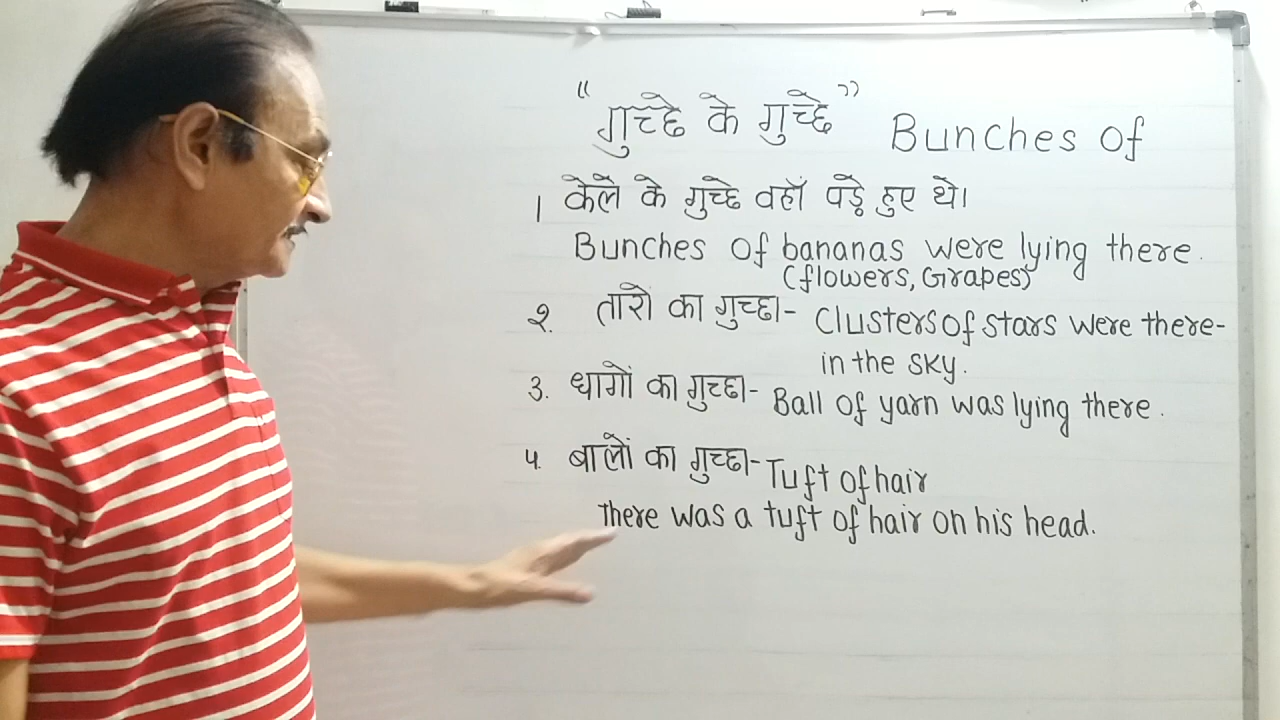 "गुच्छे के गुच्छे" Bunches of
1 केले के गुच्छे वहाँ पड़े हुए थे।
Bunches of bananas were lying there.
(flowers, Grapes)
२. तारो का गुच्छा- Clusters of stars were there-
in the sky.
3. धागों का गुच्छा- Ball of yarn was lying there.
५. बालों का गुच्छा- Tuft of hair
There was a tuft of hair on his head.